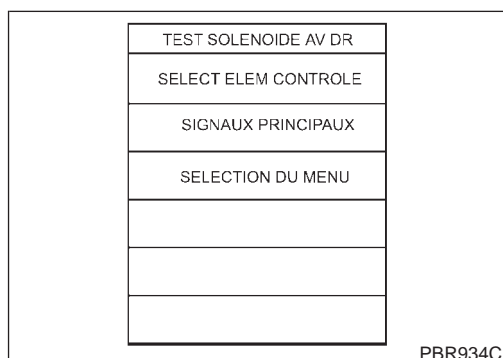 TEST SOLENOIDE AV DR
SELECT ELEM CONTROLE
SIGNAUX PRINCIPAUX
SELECTION DU MENU
PBR934C